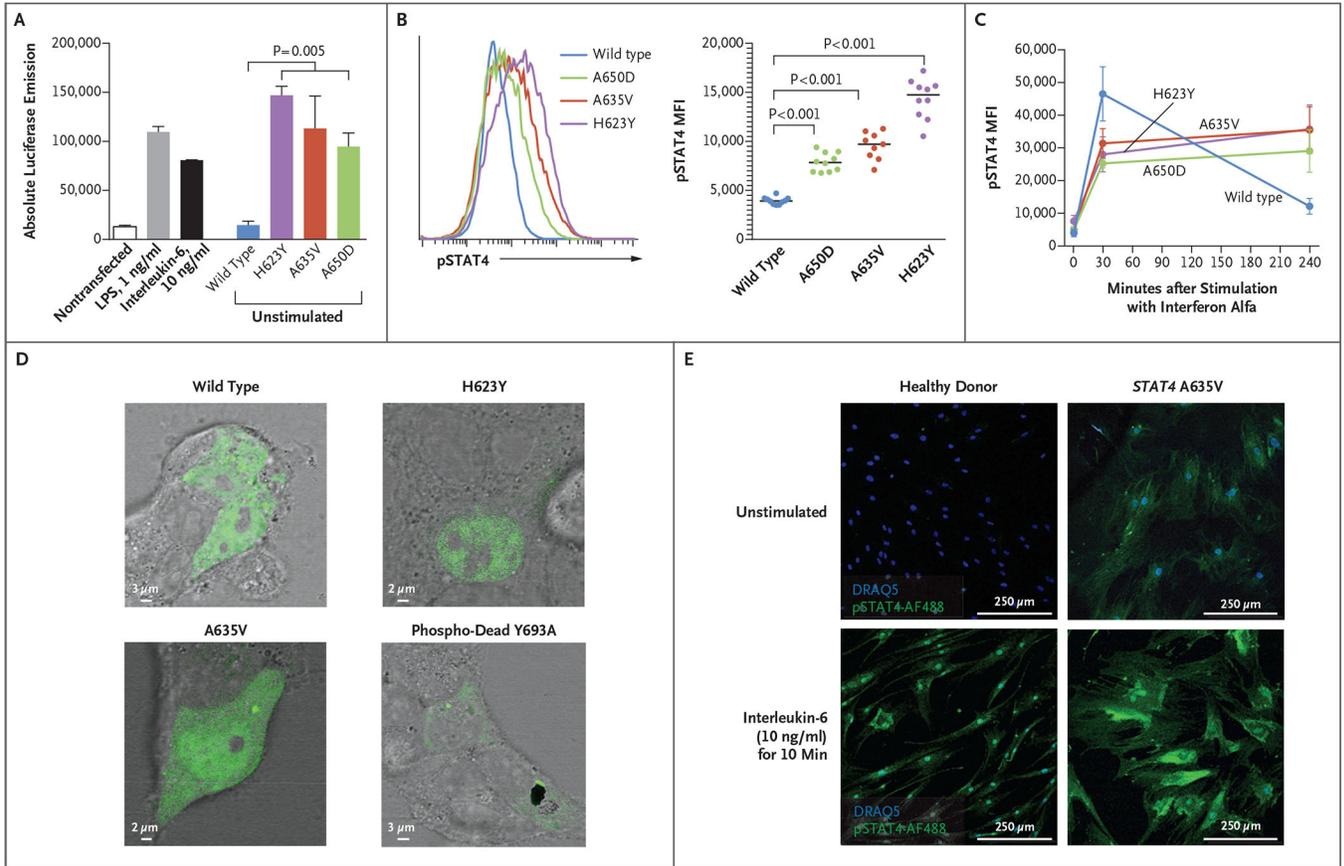 A
Absolute Luciferase Emission
200,000
150,000
100,000
50,000
0
P=0.005
Nontransfected
LPS, 1 ng/ml
Interleukin-6,
10 ng/ml
Wild Type
H623Y
A635V
A650D
Unstimulated
B
Wild type
A650D
A635V
H623Y
pSTAT4
pSTAT4 MFI
20,000
15,000
10,000
5,000
0
P<0.001
P<0.001
P<0.001
Wild Type
A650D
A635V
H623Y
C
pSTAT4 MFI
60,000
50,000
40,000
30,000
20,000
10,000
0
H623Y
A635V
A650D
Wild type
0 30 60 90 120 150 180 210 240
Minutes after Stimulation
with Interferon Alfa
D
Wild Type
H623Y
3 µm
2 µm
A635V
Phospho-Dead Y693A
2 µm
3 µm
E
Healthy Donor
STAT4 A635V
Unstimulated
DRAQ5
pSTAT4-AF488
250 µm
250 µm
Interleukin-6
(10 ng/ml)
for 10 Min
DRAQ5
pSTAT4-AF488
250 µm
250 µm